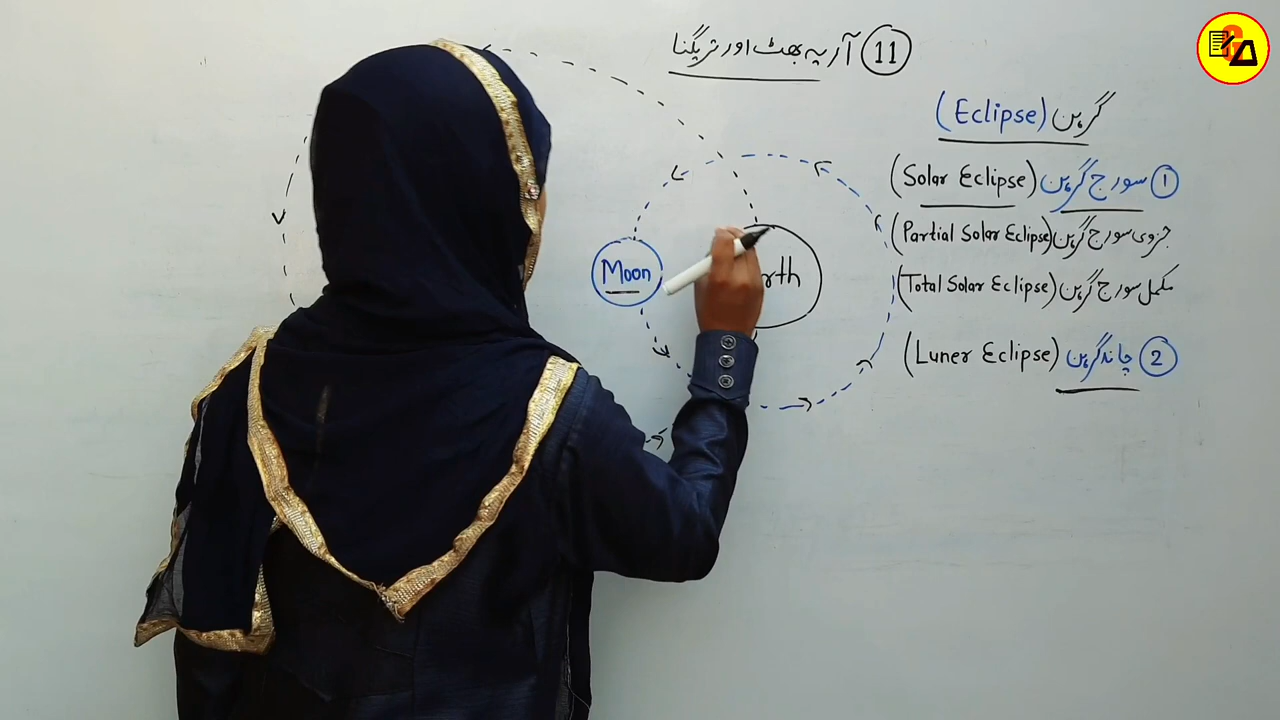 11 آریہ بھٹ اور تریگنا
گرہن (Eclipse)
1 سورج گرہن (Solar Eclipse)
جزوی سورج گرہن (Partial Solar Eclipse)
مکمل سورج گرہن (Total Solar Eclipse)
2 چاند گرہن (Luner Eclipse)
Moon
rth